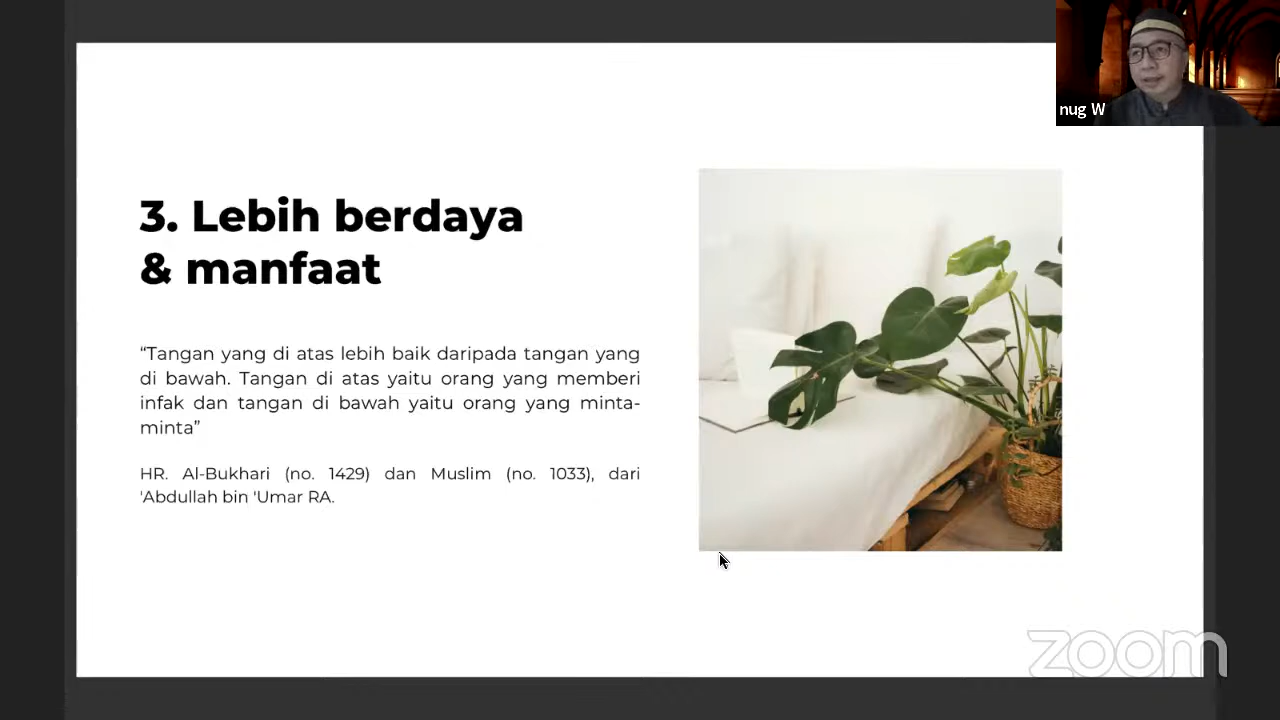 nug W
3. Lebih berdaya
& manfaat
“Tangan yang di atas lebih baik daripada tangan yang
di bawah. Tangan di atas yaitu orang yang memberi
infak dan tangan di bawah yaitu orang yang minta-
minta”
HR. Al-Bukhari (no. 1429) dan Muslim (no. 1033), dari
'Abdullah bin 'Umar RA.
zoom